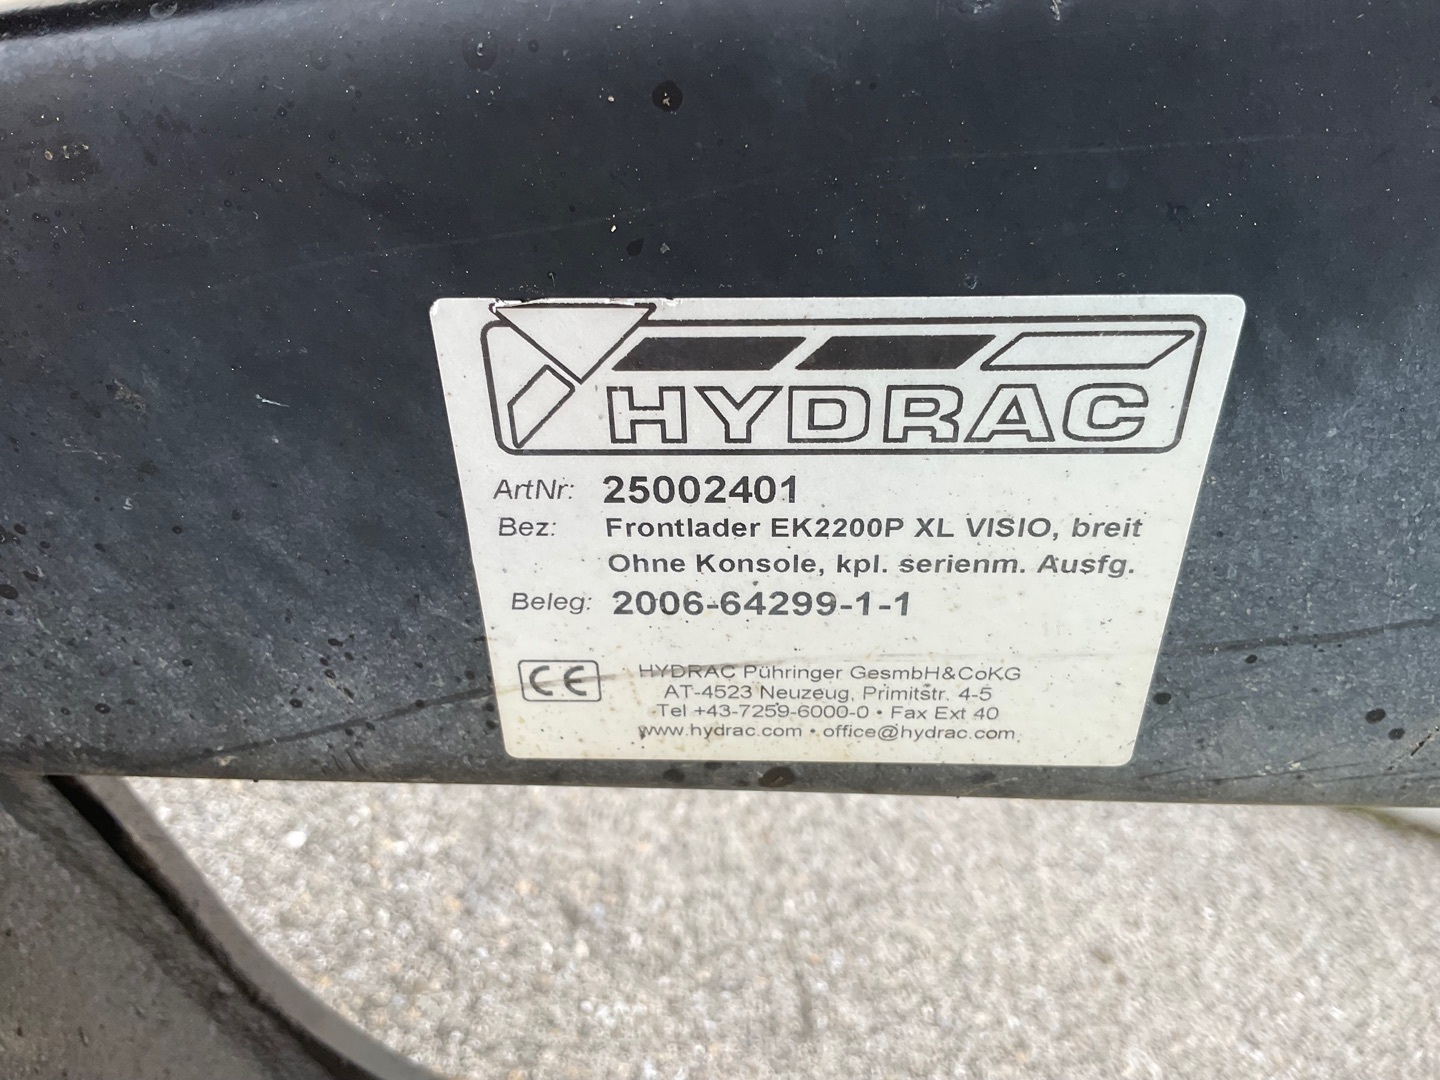 HYDRAC
ArtNr: 25002401
Bez: Frontlader EK2200P XL VISIO, breit
Ohne Konsole, kpl. serienm. Ausfg.
Beleg: 2006-64299-1-1
CE
HYDRAC Pühringer GesmbH&CoKG
AT-4523 Neuzeug, Primitstr. 4-5
Tel +43-7259-6000-0 • Fax Ext 40
www.hydrac.com • office@hydrac.com